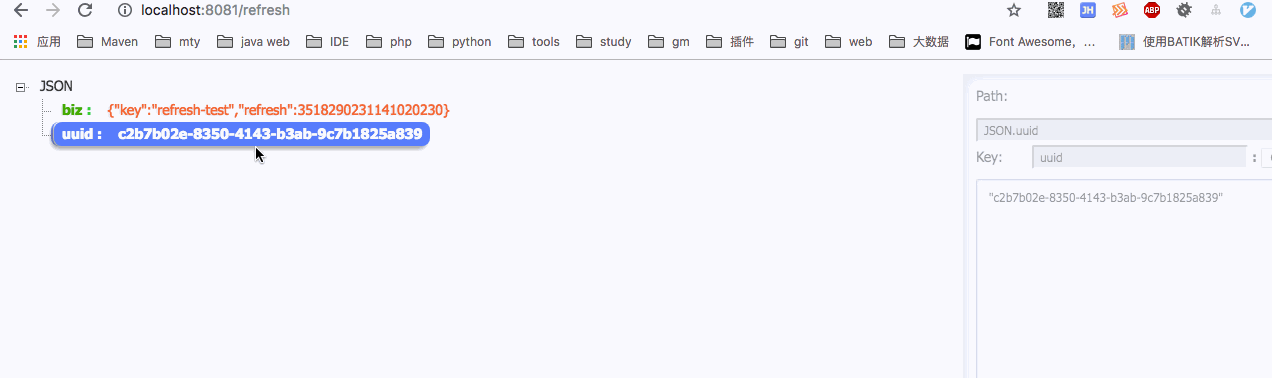 localhost:8081/refresh
JH
ABP
应用 Maven mty java web IDE php python tools study gm 插件 git web 大数据 Font Awesome, ... 使用BATIK解析SV...
JSON
biz : {"key":"refresh-test","refresh":3518290231141020230}
uuid : c2b7b02e-8350-4143-b3ab-9c7b1825a839
Path:
JSON.uuid
Key: uuid :
"c2b7b02e-8350-4143-b3ab-9c7b1825a839"